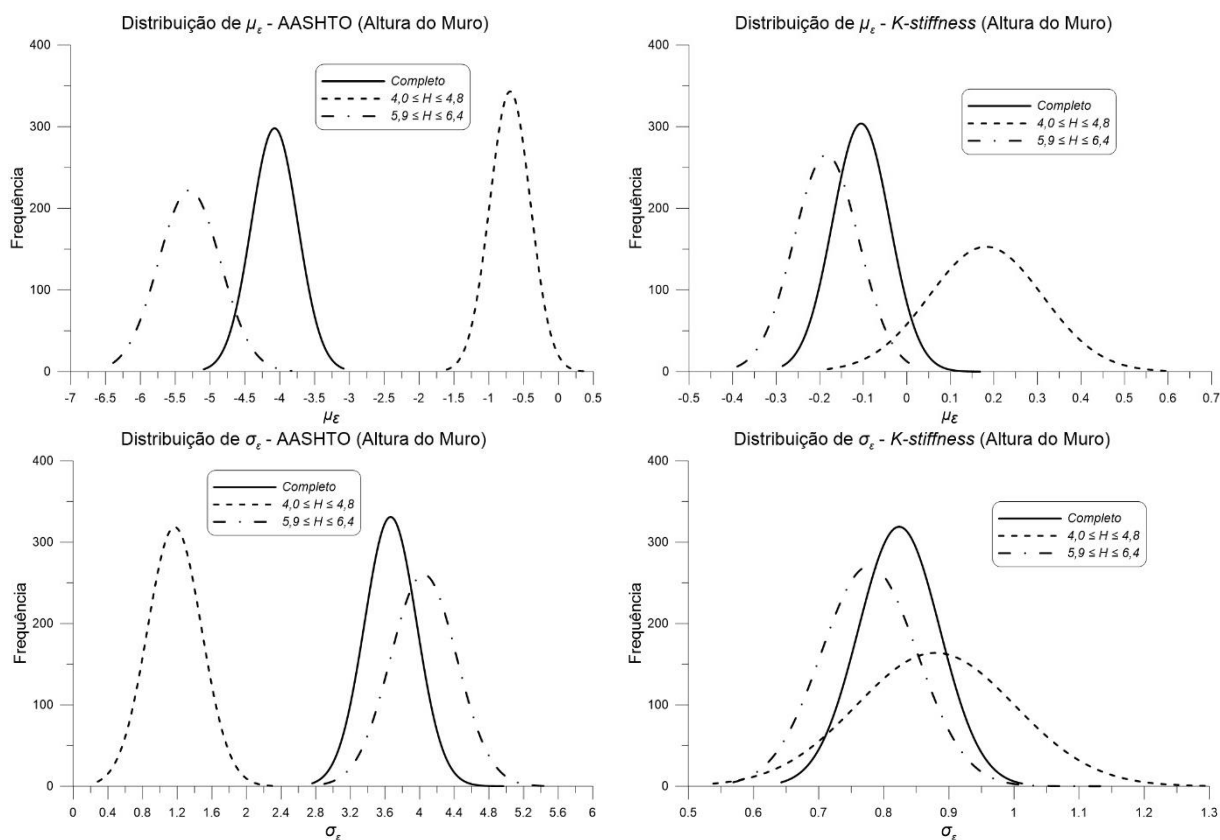 Distribuição de με - AASHTO (Altura do Muro)
400
300
200
100
0
Frequência
Completo
4,0 ≤ H ≤ 4,8
5,9 ≤ H ≤ 6,4
-7 -6.5 -6 -5.5 -5 -4.5 -4 -3.5 -3 -2.5 -2 -1.5 -1 -0.5 0 0.5
με
Distribuição de με - K-stiffness (Altura do Muro)
400
300
200
100
0
Frequência
Completo
4,0 ≤ H ≤ 4,8
5,9 ≤ H ≤ 6,4
-0.5 -0.4 -0.3 -0.2 -0.1 0 0.1 0.2 0.3 0.4 0.5 0.6 0.7
με
Distribuição de σε - AASHTO (Altura do Muro)
400
300
200
100
0
Frequência
Completo
4,0 ≤ H ≤ 4,8
5,9 ≤ H ≤ 6,4
0 0.4 0.8 1.2 1.6 2 2.4 2.8 3.2 3.6 4 4.4 4.8 5.2 5.6 6
σε
Distribuição de σε - K-stiffness (Altura do Muro)
400
300
200
100
0
Frequência
Completo
4,0 ≤ H ≤ 4,8
5,9 ≤ H ≤ 6,4
0.5 0.6 0.7 0.8 0.9 1 1.1 1.2 1.3
σε